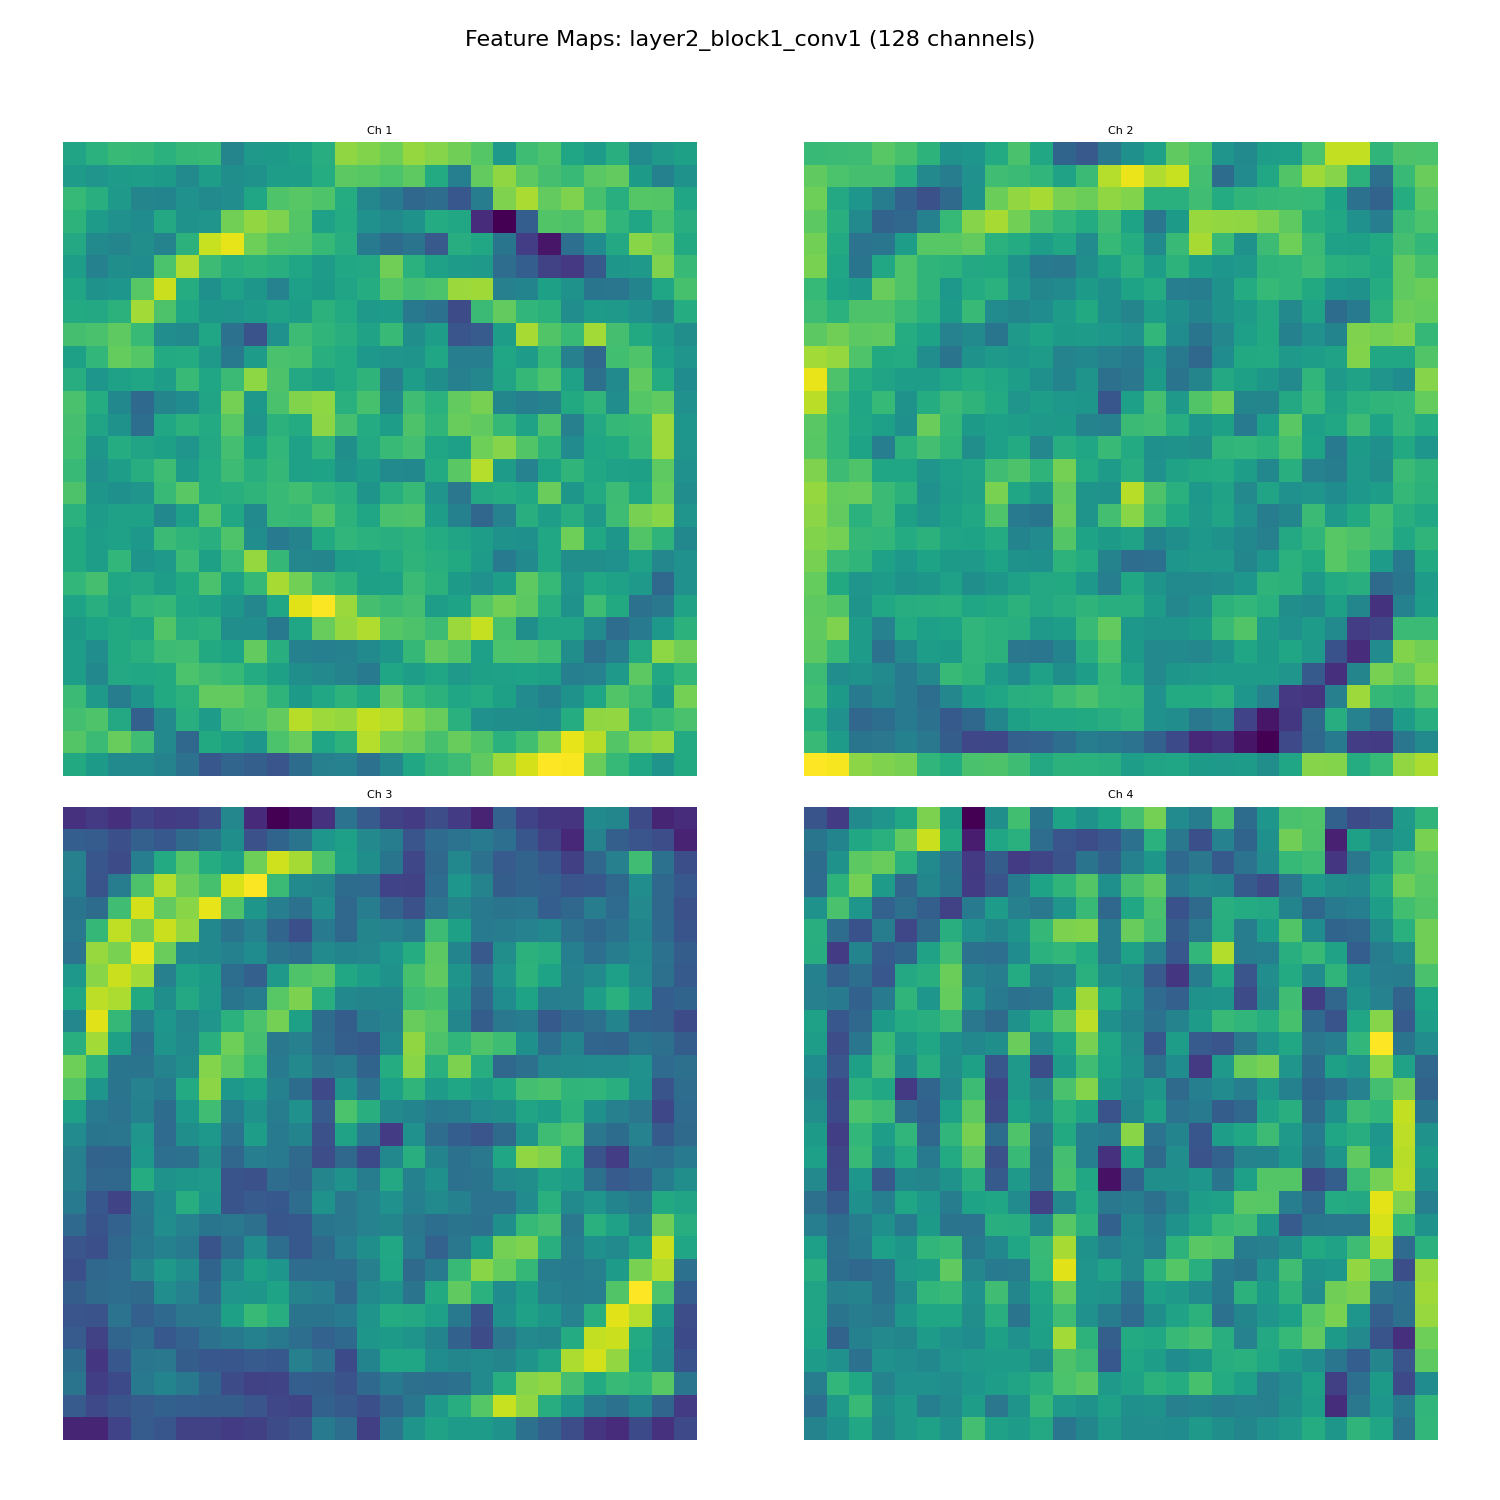 Feature Maps: layer2_block1_conv1 (128 channels)
Ch 1
Ch 2
Ch 3
Ch 4